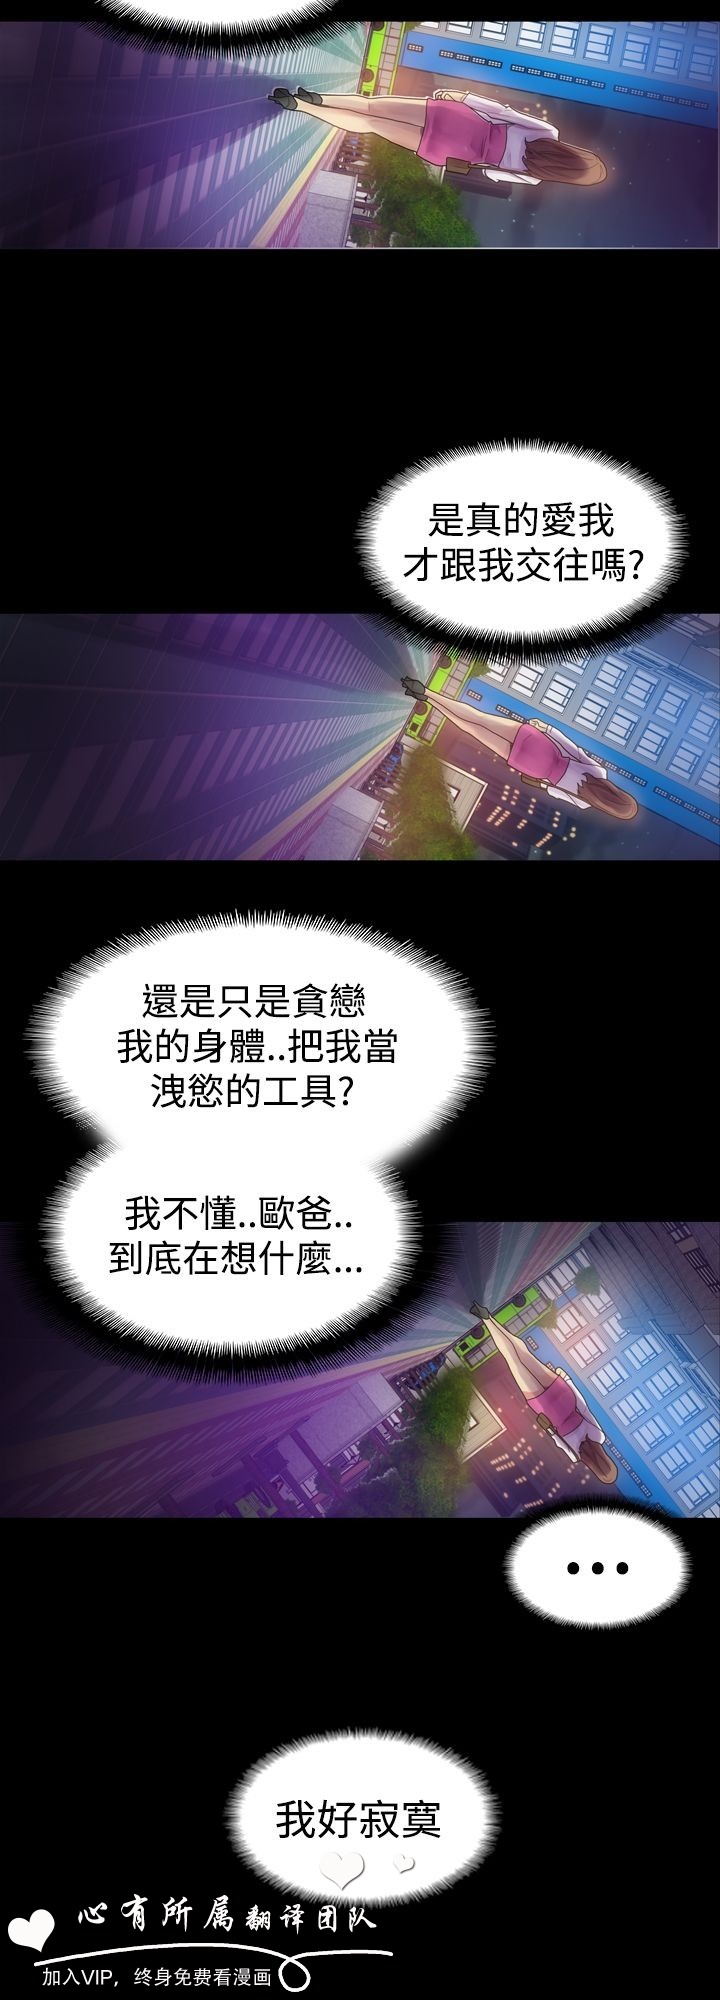 是真的愛我
才跟我交往嗎?
還是只是貪戀
我的身體..把我當
洩慾的工具?
我不懂..歐爸..
到底在想什麼...
...
我好寂寞
心有所属翻译团队
加入VIP，终身免费看漫画